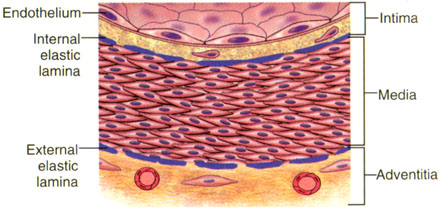 Endothelium
Internal
elastic
lamina
External
elastic
lamina
Intima
Media
Adventitia